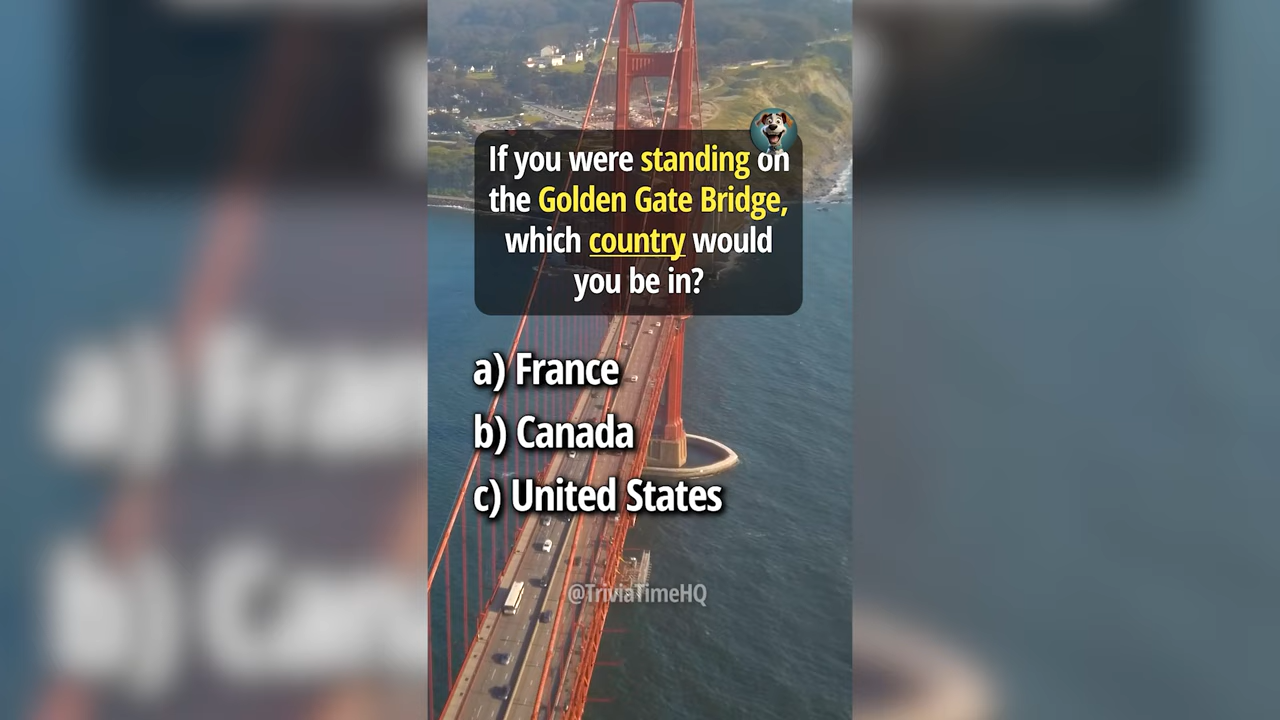 If you were standing on
the Golden Gate Bridge,
which country would
you be in?
a) France
b) Canada
c) United States
@TriviaTimeHQ